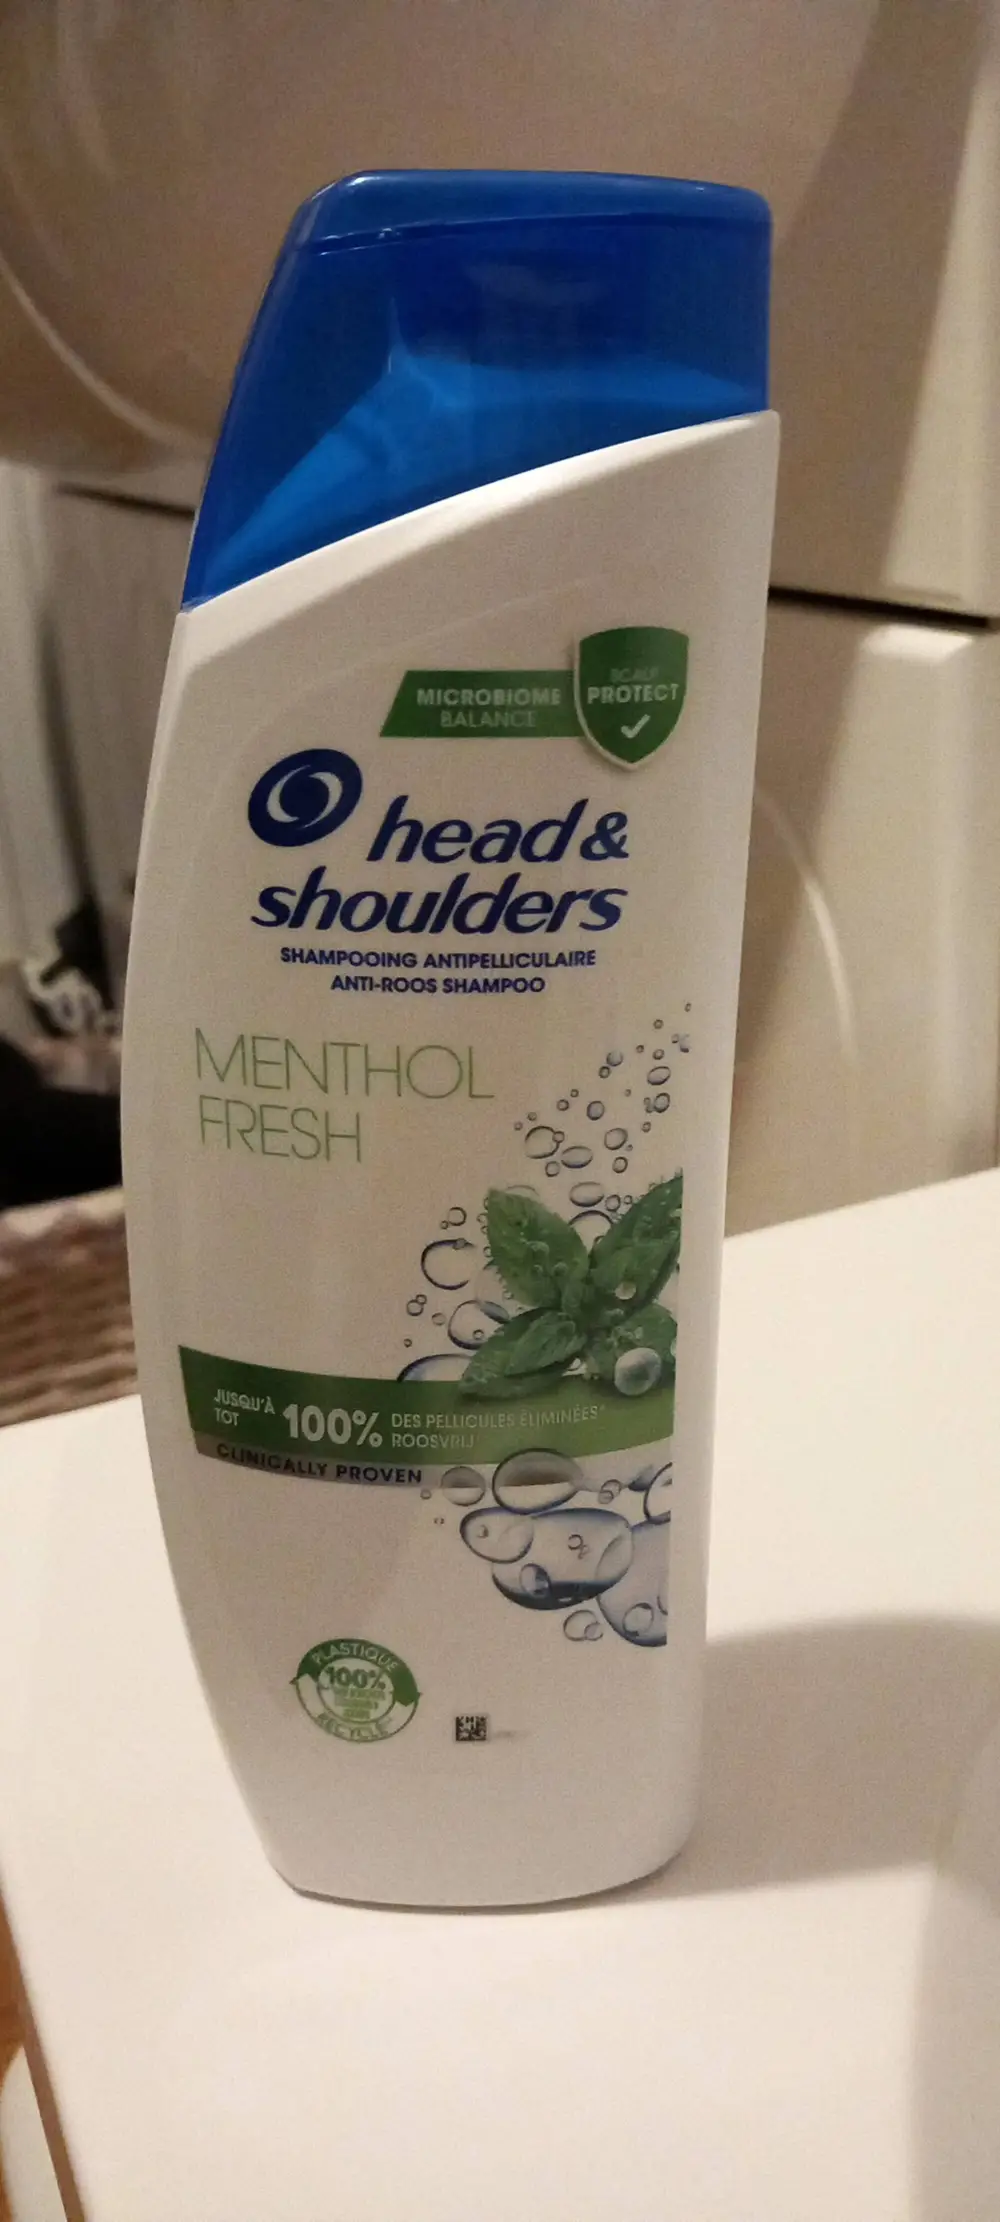 MICROBIOME
BALANCE
SCALP
PROTECT
head &
shoulders
SHAMPOOING ANTIPELLICULAIRE
ANTI-ROOS SHAMPOO
MENTHOL
FRESH
JUSQU'À
TOT
100%
DES PELLICULES ÉLIMINÉES*
ROOSVRIJ
CLINICALLY PROVEN
PLASTIQUE
100%
RECYCLÉ